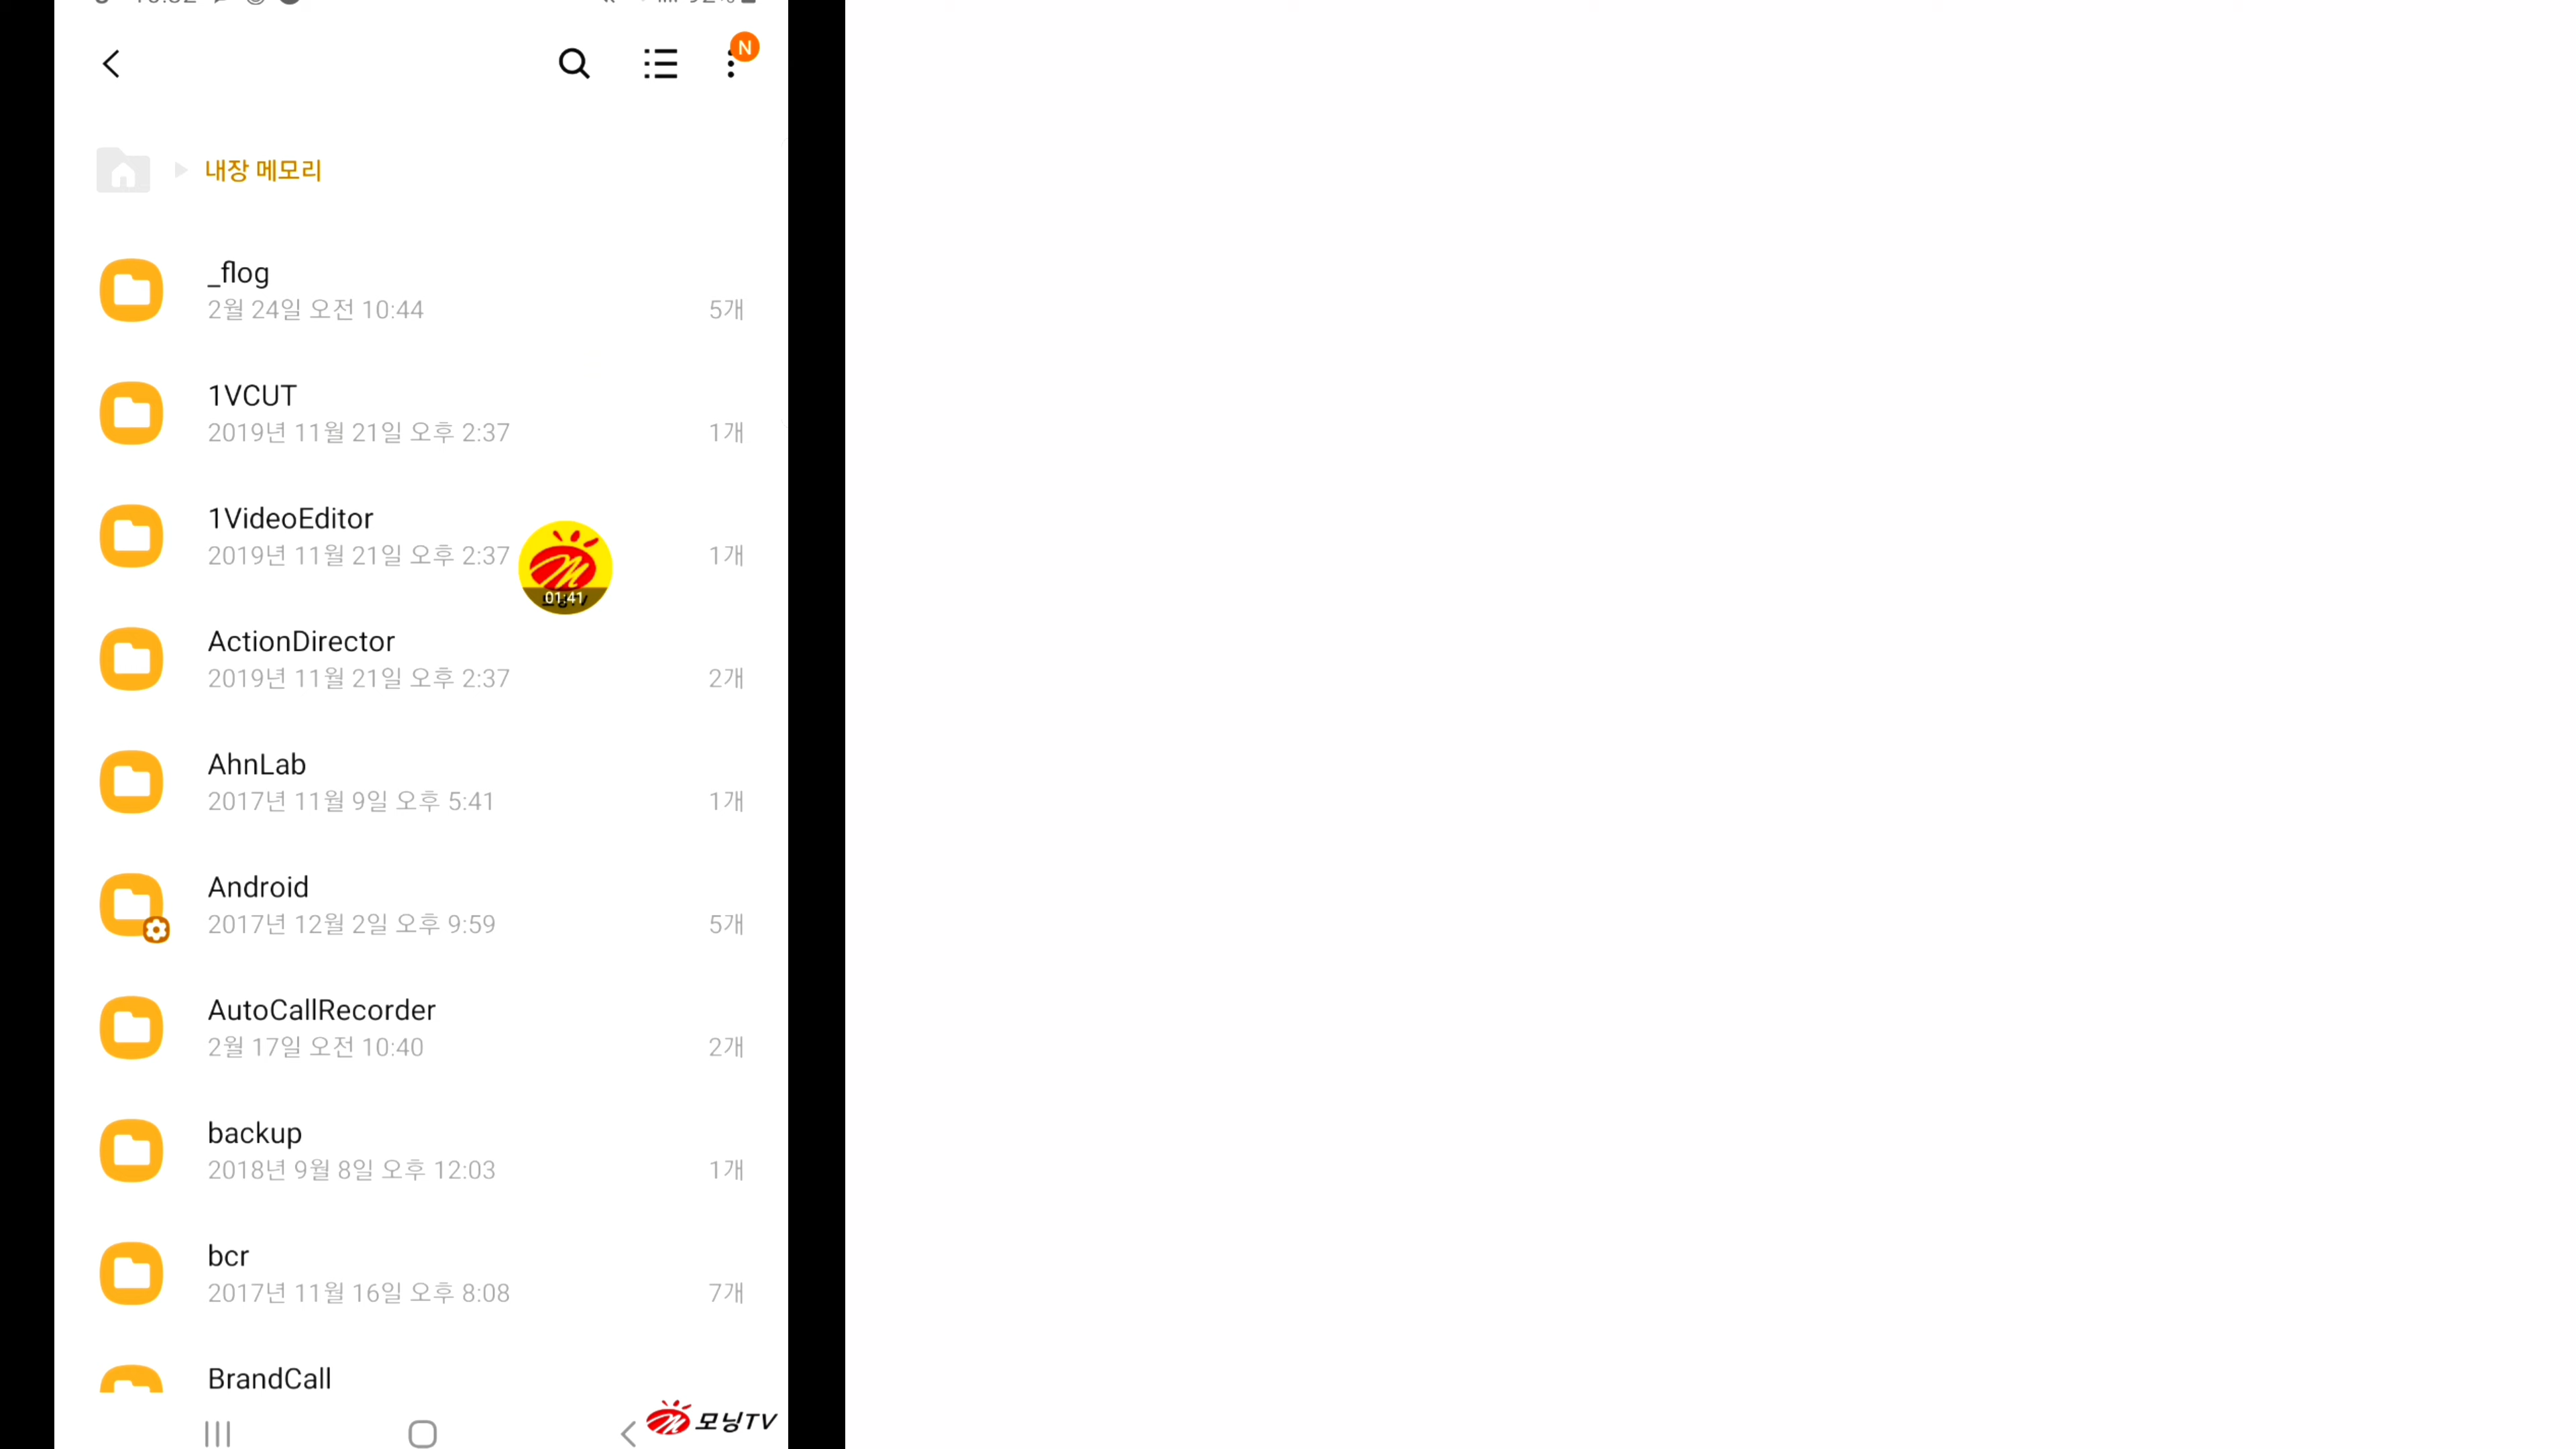 N
내장 메모리
_flog
2월 24일 오전 10:44
5개
1VCUT
2019년 11월 21일 오후 2:37
1개
1VideoEditor
2019년 11월 21일 오후 2:37
1개
01:41
ActionDirector
2019년 11월 21일 오후 2:37
2개
AhnLab
2017년 11월 9일 오후 5:41
1개
Android
2017년 12월 2일 오후 9:59
5개
AutoCallRecorder
2월 17일 오전 10:40
2개
backup
2018년 9월 8일 오후 12:03
1개
bcr
2017년 11월 16일 오후 8:08
7개
BrandCall
모닝TV